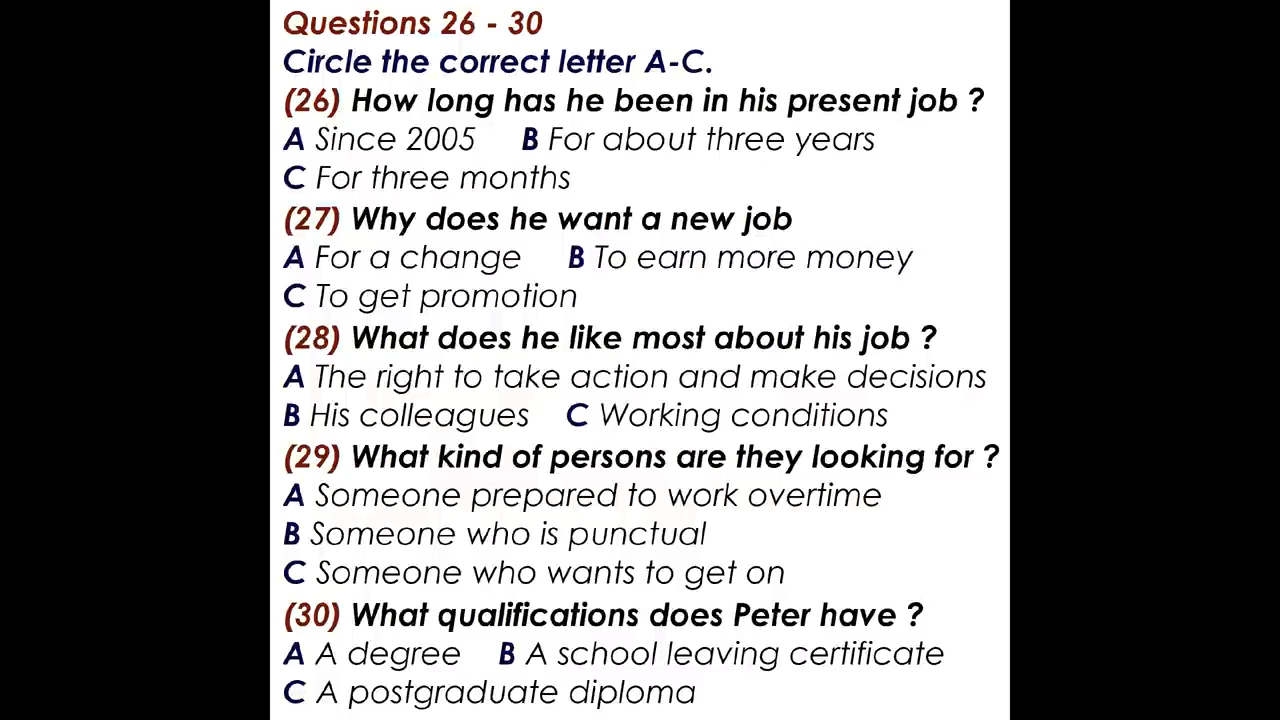 Questions 26 - 30
Circle the correct letter A-C.
(26) How long has he been in his present job ?
A Since 2005 B For about three years
C For three months
(27) Why does he want a new job
A For a change B To earn more money
C To get promotion
(28) What does he like most about his job ?
A The right to take action and make decisions
B His colleagues C Working conditions
(29) What kind of persons are they looking for ?
A Someone prepared to work overtime
B Someone who is punctual
C Someone who wants to get on
(30) What qualifications does Peter have ?
A A degree B A school leaving certificate
C A postgraduate diploma